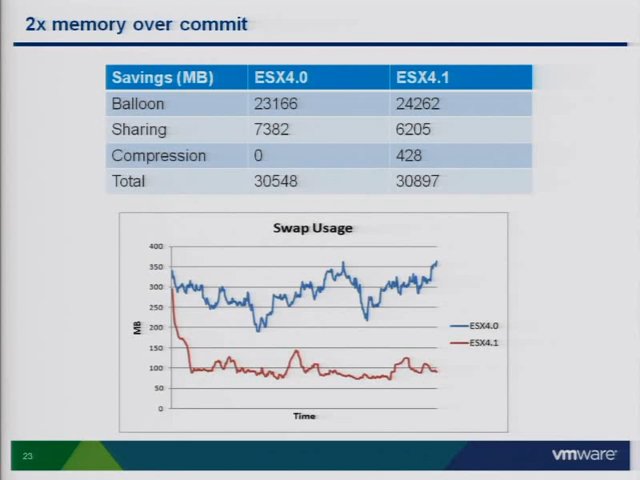 2x memory over commit
Savings (MB) ESX4.0 ESX4.1
Balloon 23166 24262
Sharing 7382 6205
Compression 0 428
Total 30548 30897
Swap Usage
400
350
300
250
200
150
100
50
0
MB
Time
ESX4.0
ESX4.1
23
vmware